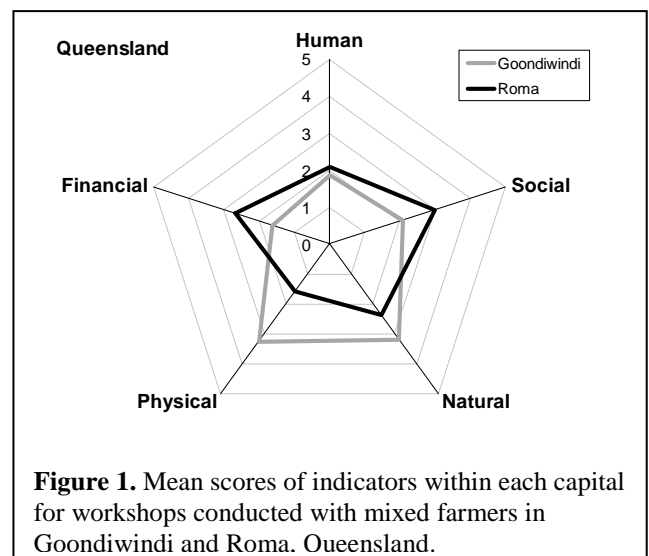 Queensland
Human
Goondiwindi
Roma
5
4
3
2
1
0
Financial
Social
Physical
Natural
Figure 1. Mean scores of indicators within each capital
for workshops conducted with mixed farmers in
Goondiwindi and Roma, Queensland.